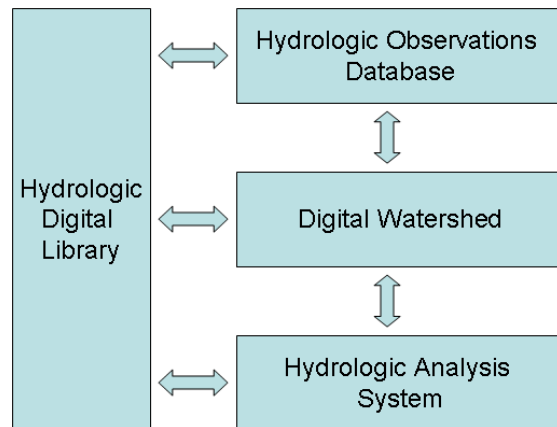 Hydrologic Observations
Database
Hydrologic
Digital
Library
Digital Watershed
Hydrologic Analysis
System